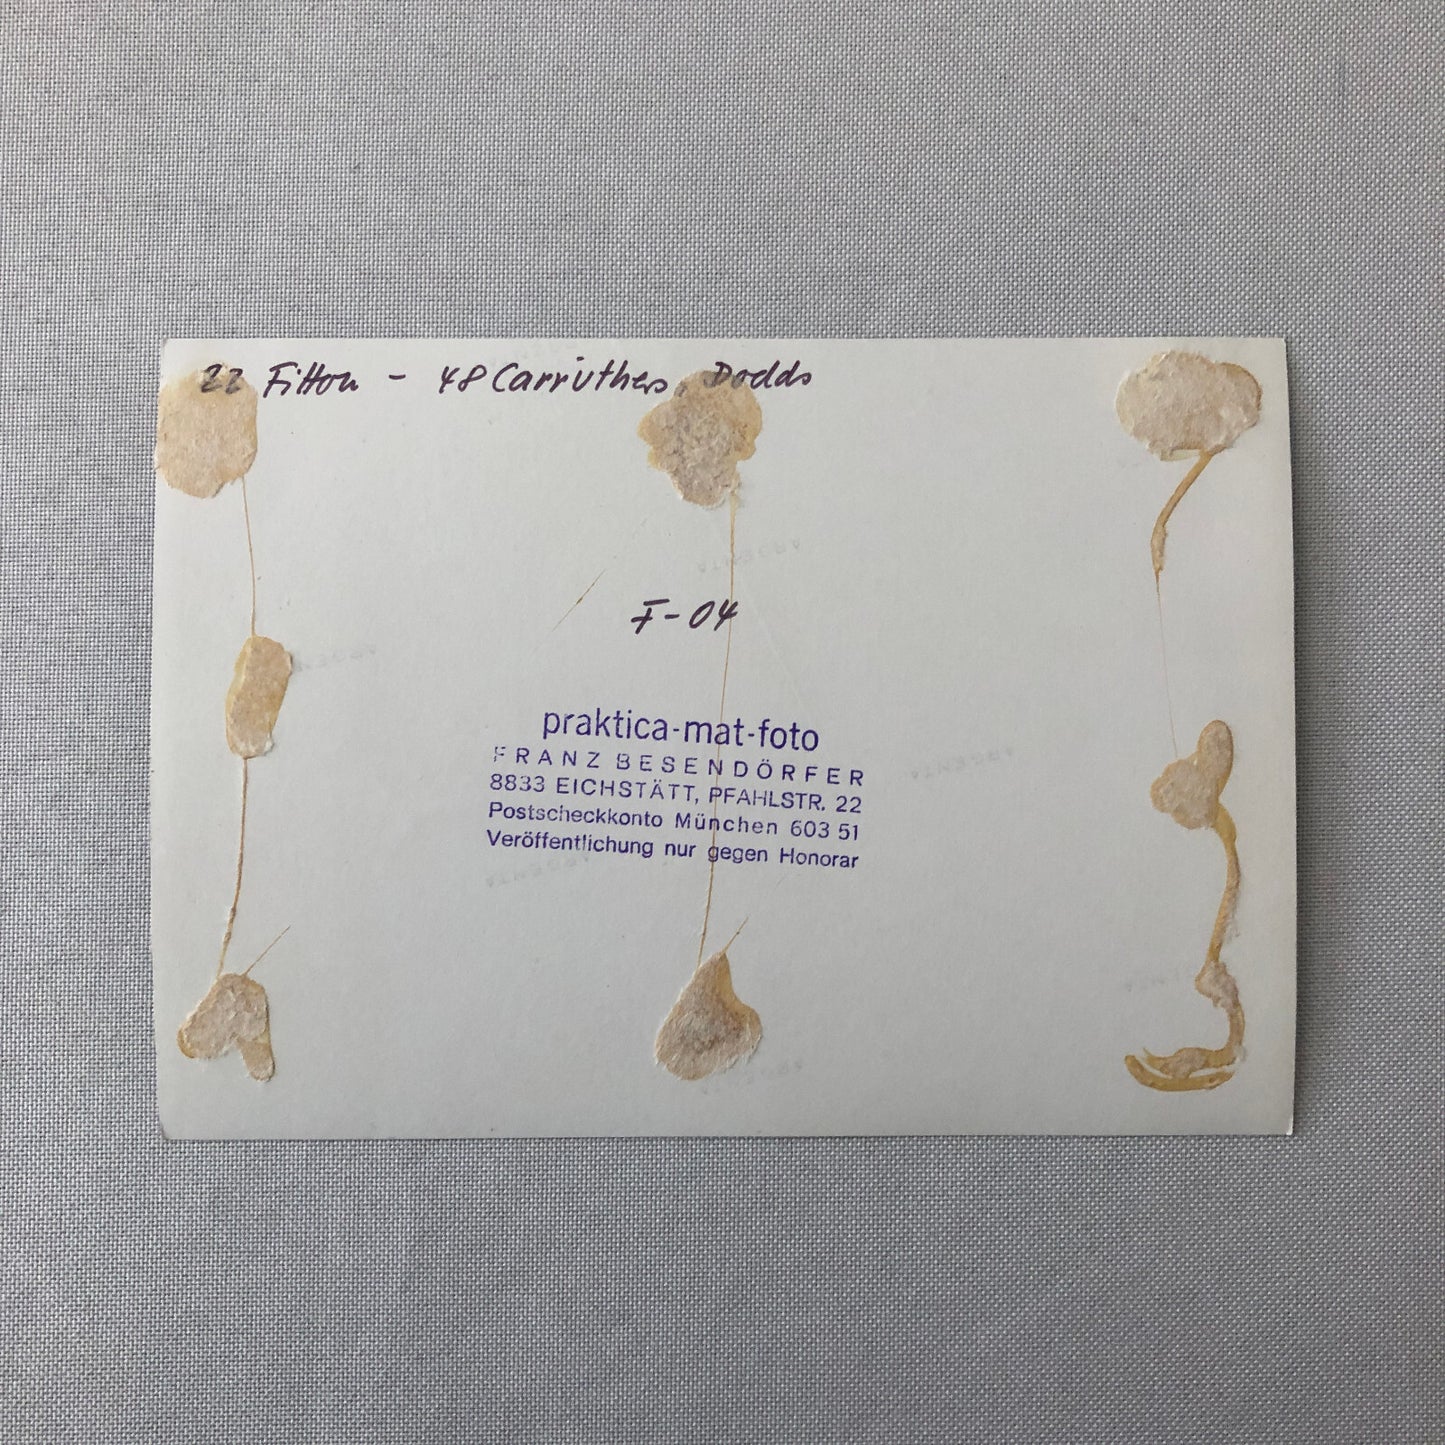 22 Fitton - 48 Carruthers, Dodds
F-04
praktica-mat-foto
FRANZ BESENDÖRFER
8833 EICHSTÄTT, PFAHLSTR. 22
Postscheckkonto München 603 51
Veröffentlichung nur gegen Honorar